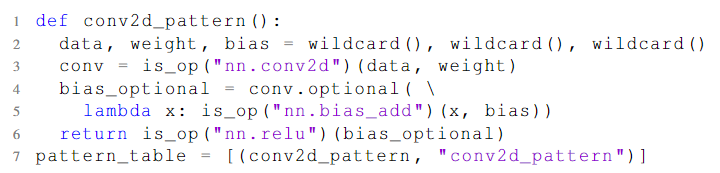 1 def conv2d_pattern():
2   data, weight, bias = wildcard(), wildcard(), wildcard()
3   conv = is_op("nn.conv2d")(data, weight)
4   bias_optional = conv.optional( \
5     lambda x: is_op("nn.bias_add")(x, bias))
6   return is_op("nn.relu")(bias_optional)
7 pattern_table = [(conv2d_pattern, "conv2d_pattern")]